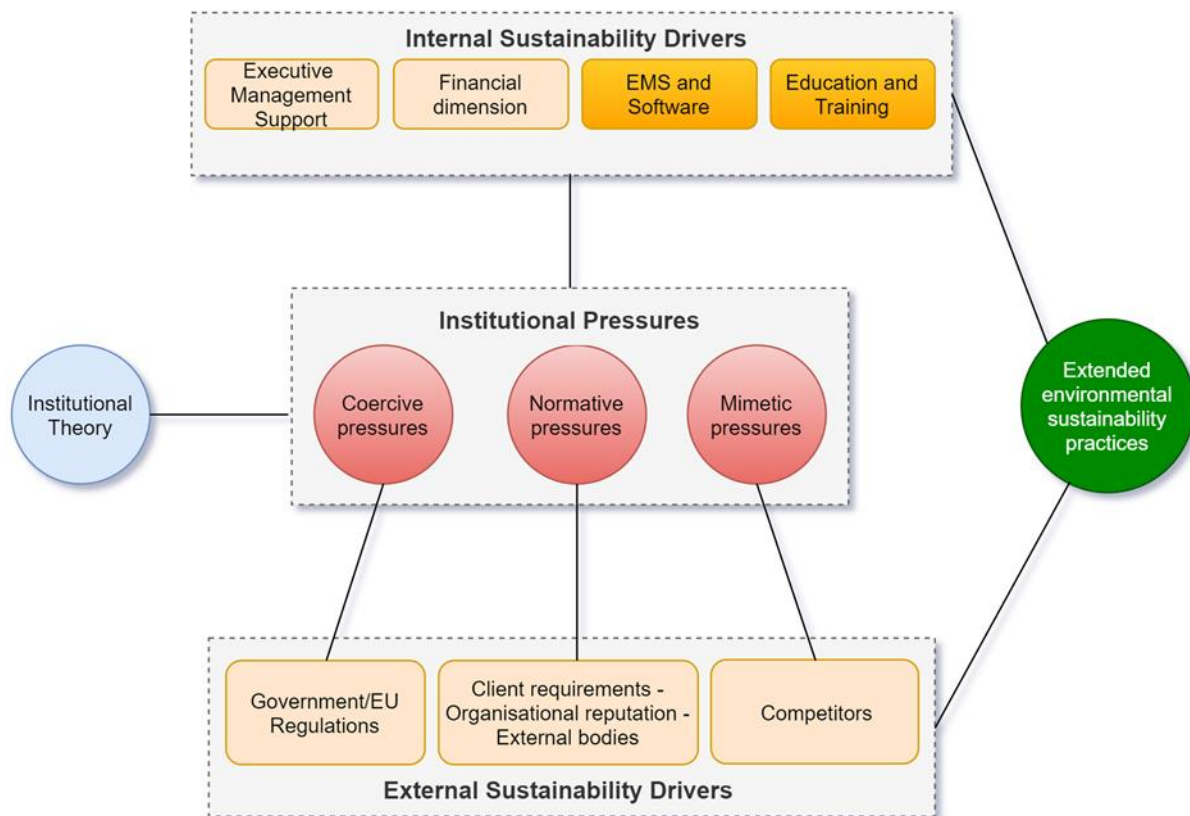 Internal Sustainability Drivers
Executive
Management
Support
Financial
dimension
EMS and
Software
Education and
Training
Institutional Pressures
Institutional
Theory
Coercive
pressures
Normative
pressures
Mimetic
pressures
Extended
environmental
sustainability
practices
Government/EU
Regulations
Client requirements -
Organisational reputation -
External bodies
Competitors
External Sustainability Drivers